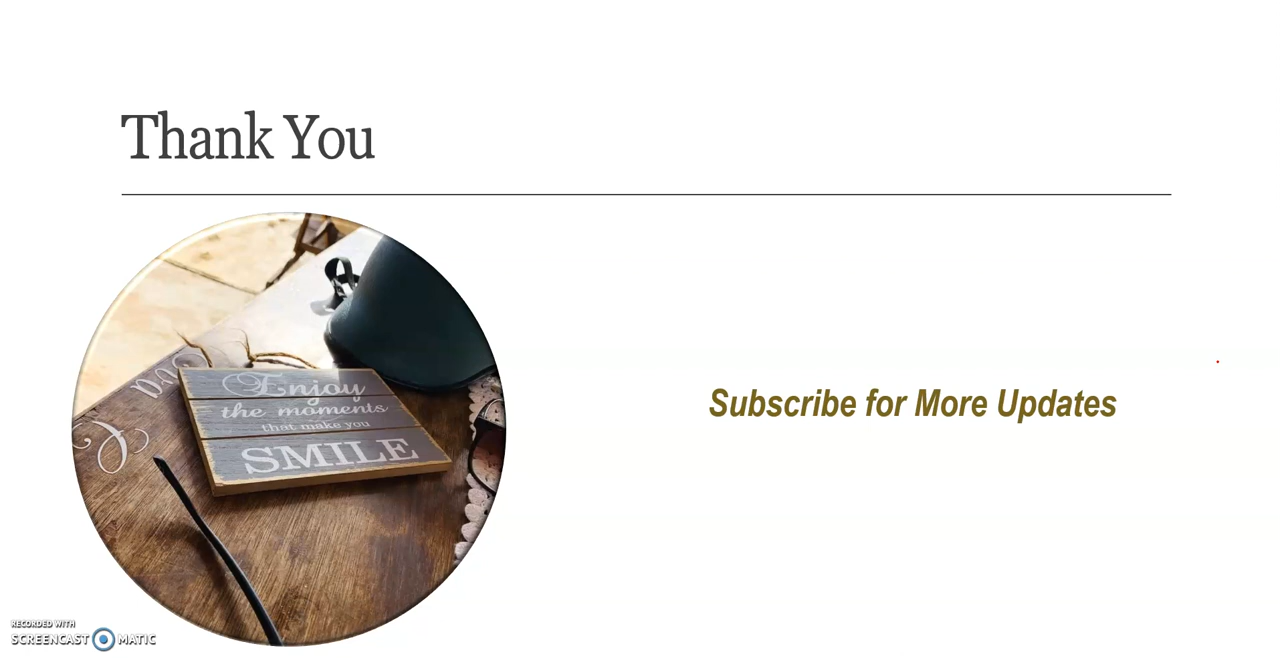 Thank You
Enjoy
the moments
that make you
SMILE
Subscribe for More Updates
RECORDED WITH
SCREENCAST MATIC